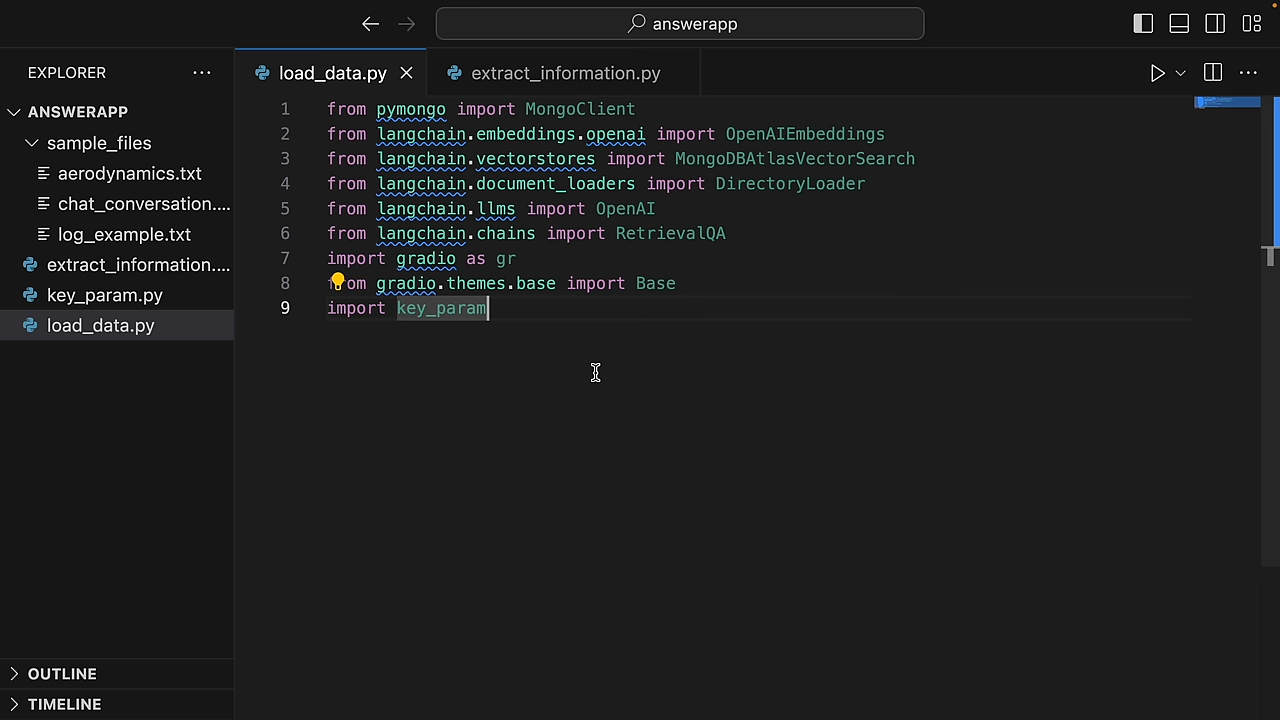 answerapp
EXPLORER
load_data.py
extract_information.py
ANSWERAPP
sample_files
aerodynamics.txt
chat_conversation....
log_example.txt
extract_information....
key_param.py
load_data.py
OUTLINE
TIMELINE
1 from pymongo import MongoClient
2 from langchain.embeddings.openai import OpenAIEmbeddings
3 from langchain.vectorstores import MongoDBAtlasVectorSearch
4 from langchain.document_loaders import DirectoryLoader
5 from langchain.llms import OpenAI
6 from langchain.chains import RetrievalQA
7 import gradio as gr
8 from gradio.themes.base import Base
9 import key_param